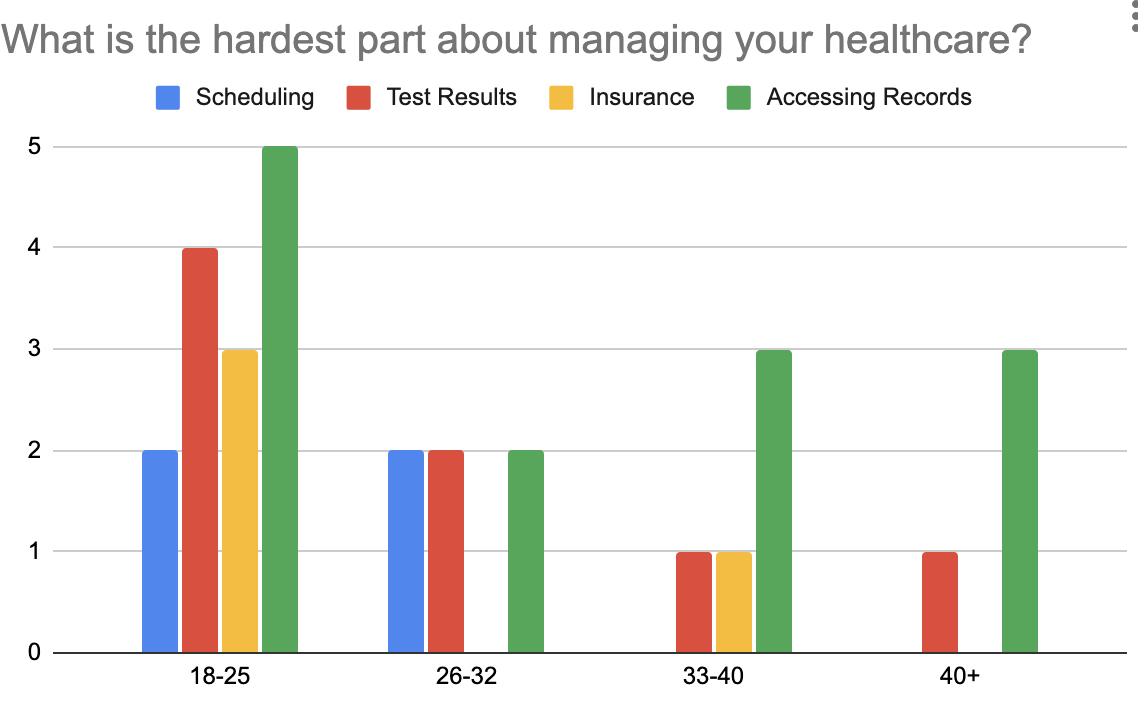 What is the hardest part about managing your healthcare?
Scheduling Test Results Insurance Accessing Records
5
4
3
2
1
0
18-25 26-32 33-40 40+